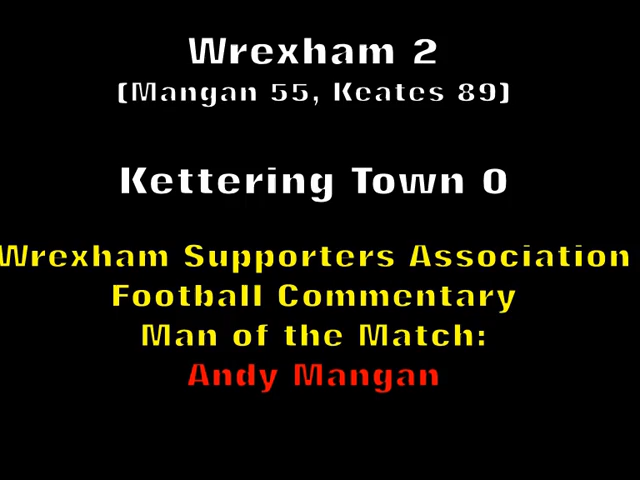 Wrexham 2
(Mangan 55, Keates 89)
Kettering Town 0
Wrexham Supporters Association
Football Commentary
Man of the Match:
Andy Mangan